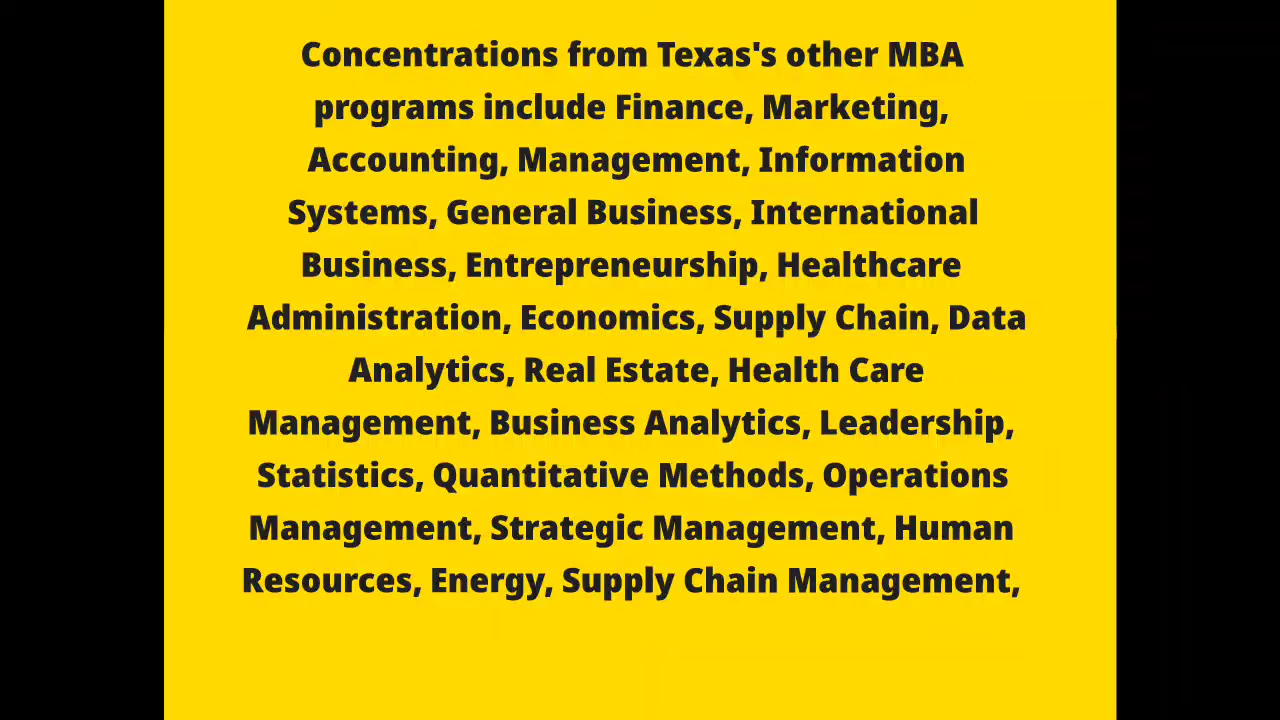 Concentrations from Texas's other MBA
programs include Finance, Marketing,
Accounting, Management, Information
Systems, General Business, International
Business, Entrepreneurship, Healthcare
Administration, Economics, Supply Chain, Data
Analytics, Real Estate, Health Care
Management, Business Analytics, Leadership,
Statistics, Quantitative Methods, Operations
Management, Strategic Management, Human
Resources, Energy, Supply Chain Management,